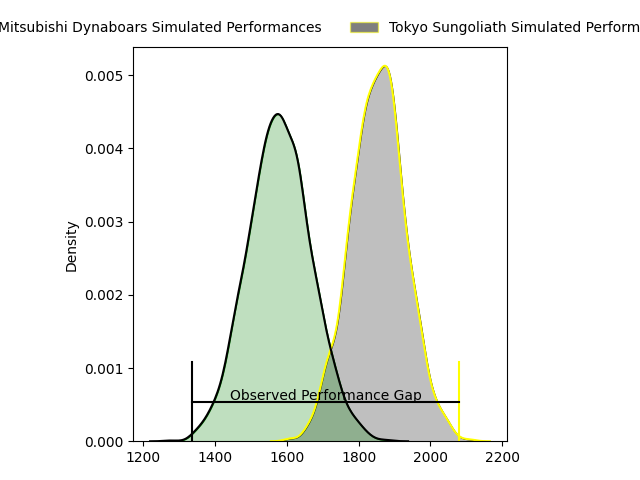 Mitsubishi Dynaboars Simulated Performances
Tokyo Sungoliath Simulated Perform
0.005
0.004
0.003
0.002
0.001
0.000
Density
Observed Performance Gap
1200 1400 1600 1800 2000 2200